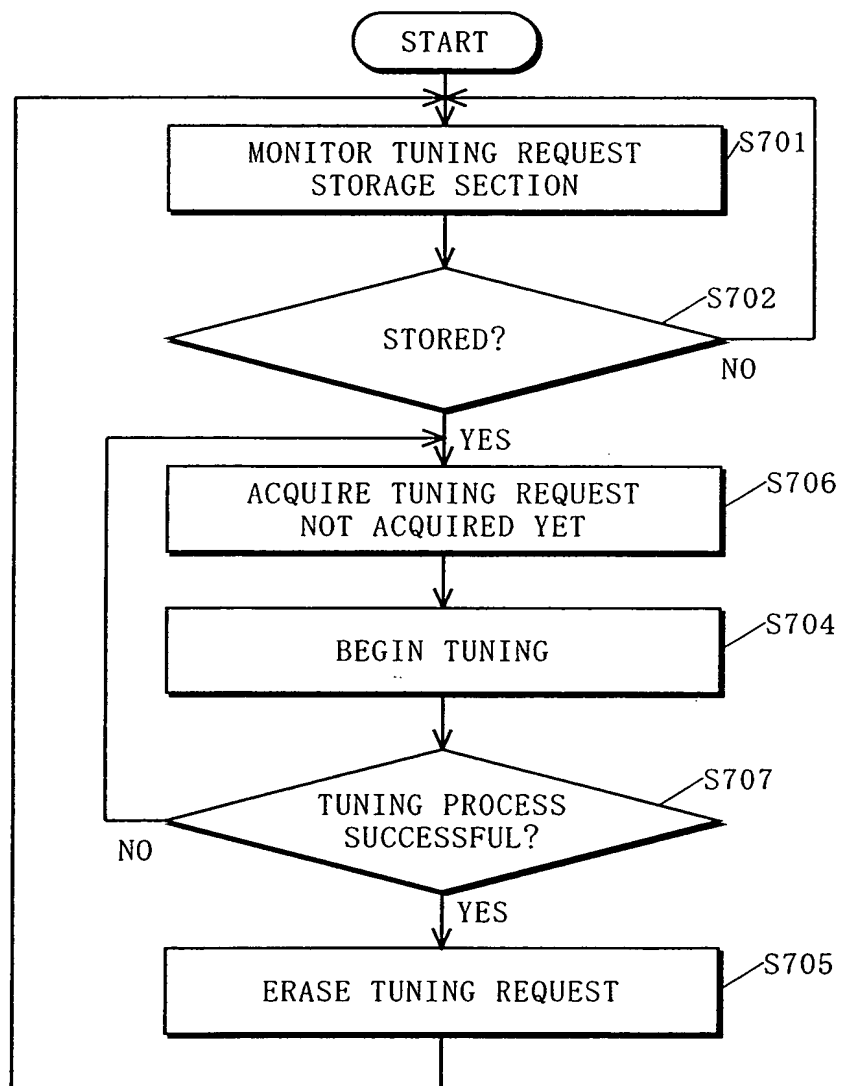 START
MONITOR TUNING REQUEST
STORAGE SECTION
S701
STORED?
S702
NO
YES
ACQUIRE TUNING REQUEST
NOT ACQUIRED YET
S706
BEGIN TUNING
S704
TUNING PROCESS
SUCCESSFUL?
S707
NO
YES
ERASE TUNING REQUEST
S705